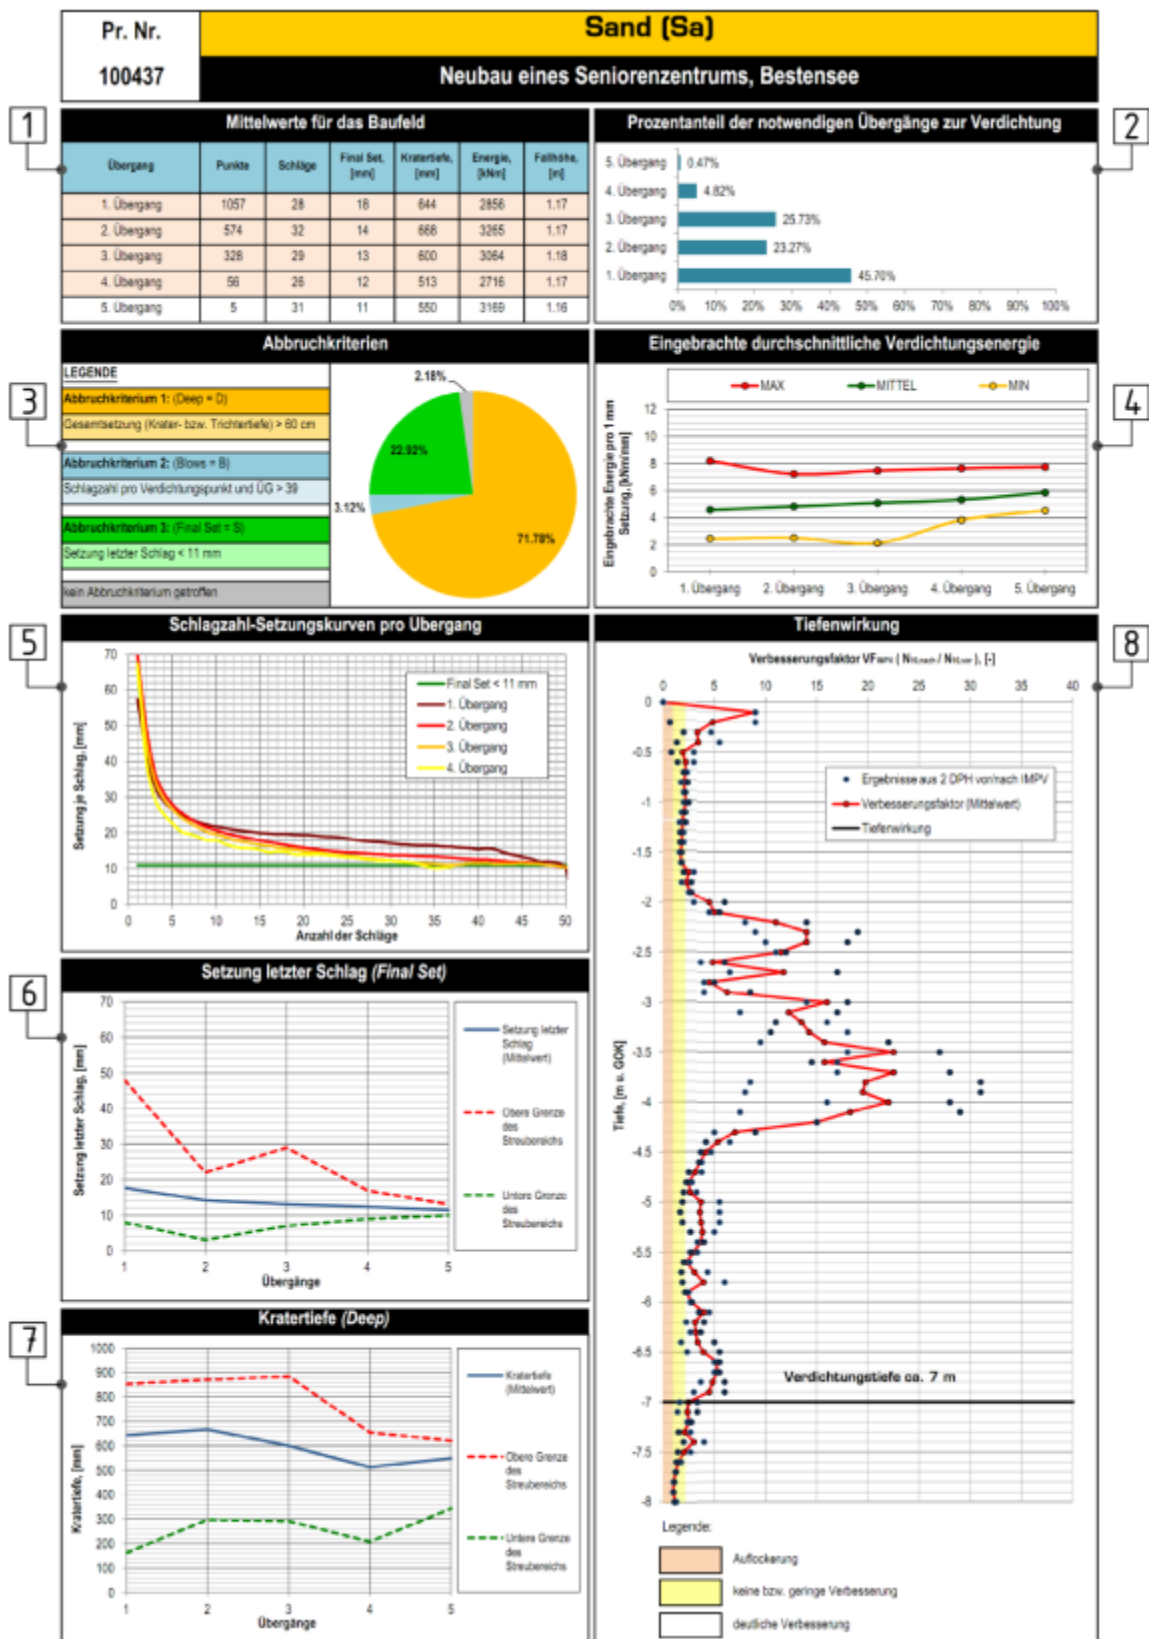 Pr. Nr.
100437
Sand (Sa)
Neubau eines Seniorenzentrums, Bestensee
1
Mittelwerte für das Baufeld
Übergang Punkte Schläge Final Set, [mm] Kratertiefe, [mm] Energie, [kNm] Fallhöhe, [m]
1. Übergang 1057 28 18 644 2856 1.17
2. Übergang 574 32 14 668 3265 1.17
3. Übergang 328 29 13 600 3064 1.18
4. Übergang 56 26 12 513 2716 1.17
5. Übergang 5 31 11 550 3169 1.16
2
Prozentanteil der notwendigen Übergänge zur Verdichtung
5. Übergang 0.47%
4. Übergang 4.82%
3. Übergang 25.73%
2. Übergang 23.27%
1. Übergang 45.70%
0% 10% 20% 30% 40% 50% 60% 70% 80% 90% 100%
3
Abbruchkriterien
LEGENDE
Abbruchkriterium 1: (Deep = D)
Gesamtsetzung (Krater- bzw. Trichtertiefe) > 60 cm
Abbruchkriterium 2: (Blows = B)
Schlagzahl pro Verdichtungspunkt und ÜG > 39
Abbruchkriterium 3: (Final Set = S)
Setzung letzter Schlag < 11 mm
kein Abbruchkriterium getroffen
2.18%
22.92%
3.12%
71.78%
4
Eingebrachte durchschnittliche Verdichtungsenergie
MAX MITTEL MIN
Eingebrachte Energie pro 1 mm
Setzung, [kNm/mm]
12
10
8
6
4
2
0
1. Übergang 2. Übergang 3. Übergang 4. Übergang 5. Übergang
5
Schlagzahl-Setzungskurven pro Übergang
Setzung je Schlag, [mm]
70
60
50
40
30
20
10
0
Final Set < 11 mm
1. Übergang
2. Übergang
3. Übergang
4. Übergang
0 5 10 15 20 25 30 35 40 45 50
Anzahl der Schläge
6
Setzung letzter Schlag (Final Set)
Setzung letzter Schlag, [mm]
70
60
50
40
30
20
10
0
Setzung letzter
Schlag
(Mittelwert)
Obere Grenze
des
Streubereichs
Untere Grenze
des
Streubereichs
1 2 3 4 5
Übergänge
7
Kratertiefe (Deep)
Kratertiefe, [mm]
1000
900
800
700
600
500
400
300
200
100
0
Kratertiefe
(Mittelwert)
Obere Grenze
des
Streubereichs
Untere Grenze
des
Streubereichs
1 2 3 4 5
Übergänge
8
Tiefenwirkung
Verbesserungsfaktor VF IMPV ( N10,nach / N10,vor ), [-]
0 5 10 15 20 25 30 35 40
Tiefe, [m u. GOK]
0
-0.5
-1
-1.5
-2
-2.5
-3
-3.5
-4
-4.5
-5
-5.5
-6
-6.5
-7
-7.5
-8
Ergebnisse aus 2 DPH vor/nach IMPV
Verbesserungsfaktor (Mittelwert)
Tiefenwirkung
Verdichtungstiefe ca. 7 m
Legende:
Auflockerung
keine bzw. geringe Verbesserung
deutliche Verbesserung